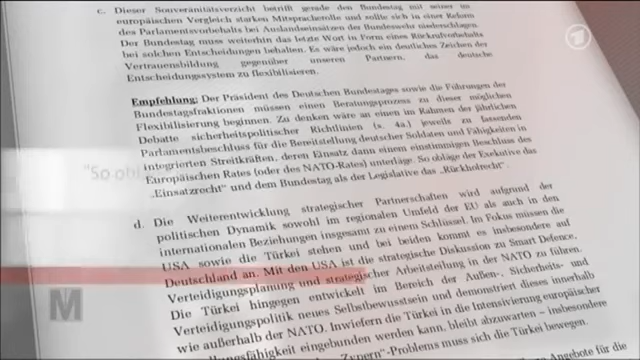 c. Dieser Souveränitätsverzicht betrifft gerade den Bundestag mit seiner im
europäischen Vergleich starken Mitspracherolle und sollte sich in einer Reform
des Parlamentsvorbehalts bei Auslandseinsätzen der Bundeswehr niederschlagen.
Der Bundestag muss weiterhin das letzte Wort in Form eines Rückrufvorbehalts
bei solchen Entscheidungen behalten. Es wäre jedoch ein deutliches Zeichen der
Vertrauensbildung gegenüber unseren Partnern, das deutsche
Entscheidungssystem zu flexibilisieren.
Empfehlung: Der Präsident des Deutschen Bundestages sowie die Führungen der
Bundestagsfraktionen müssen einen Beratungsprozess zu dieser möglichen
Flexibilisierung beginnen. Zu denken wäre an einen im Rahmen der jährlichen
Debatte sicherheitspolitischer Richtlinien (s. 4a.) jeweils zu fassenden
Parlamentsbeschluss für die Bereitstellung deutscher Soldaten und Fähigkeiten in
integrierten Streitkräften, deren Einsatz dann einem einstimmigen Beschluss des
Europäischen Rates (oder des NATO-Rates) unterläge. So obläge der Exekutive das
„Einsatzrecht" und dem Bundestag als der Legislative das „Rückholrecht".
"So obl
d. Die Weiterentwicklung strategischer Partnerschaften wird aufgrund der
politischen Dynamik sowohl im regionalen Umfeld der EU als auch in den
internationalen Beziehungen insgesamt zu einem Schlüssel. Im Fokus müssen die
USA sowie die Türkei stehen und bei beiden kommt es insbesondere auf
Deutschland an. Mit den USA ist die strategische Diskussion zu Smart Defence,
Verteidigungsplanung und strategischer Arbeitsteilung in der NATO zu führen.
Die Türkei hingegen entwickelt im Bereich der Außen-, Sicherheits- und
Verteidigungspolitik neues Selbstbewusstsein und demonstriert dieses innerhalb
wie außerhalb der NATO. Inwiefern die Türkei in die Intensivierung europäischer
fähigkeit eingebunden werden kann, bleibt abzuwarten – insbesondere
„Zypern"-Problems muss sich die Türkei bewegen.
Angebote für die
M
1